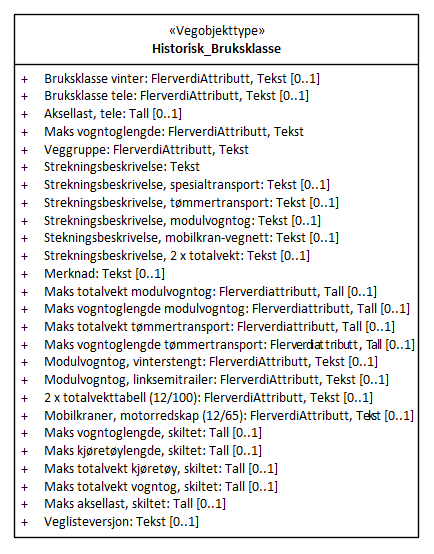 «Vegobjekttype»
Historisk_Bruksklasse
+ Bruksklasse vinter: FlerverdiAttributt, Tekst [0..1]
+ Bruksklasse tele: FlerverdiAttributt, Tekst [0..1]
+ Aksellast, tele: Tall [0..1]
+ Maks vogntoglengde: FlerverdiAttributt, Tekst
+ Veggruppe: FlerverdiAttributt, Tekst
+ Strekningsbeskrivelse: Tekst
+ Strekningsbeskrivelse, spesialtransport: Tekst [0..1]
+ Strekningsbeskrivelse, tømmertransport: Tekst [0..1]
+ Strekningsbeskrivelse, modulvogntog: Tekst [0..1]
+ Stekningsbeskrivelse, mobilkran-vegnett: Tekst [0..1]
+ Strekningsbeskrivelse, 2 x totalvekt: Tekst [0..1]
+ Merknad: Tekst [0..1]
+ Maks totalvekt modulvogntog: Flerverdiattributt, Tall [0..1]
+ Maks vogntoglengde modulvogntog: Flerverdiattributt, Tall [0..1]
+ Maks totalvekt tømmertransport: Flerverdiattributt, Tall [0..1]
+ Maks vogntoglengde tømmertransport: Flerverdiattributt, Tall [0..1]
+ Modulvogntog, vinterstengt: FlerverdiAttributt, Tekst [0..1]
+ Modulvogntog, linksemitrailer: FlerverdiAttributt, Tekst [0..1]
+ 2 x totalvekttabell (12/100): FlerverdiAttributt, Tekst [0..1]
+ Mobilkraner, motorredskap (12/65): FlerverdiAttributt, Tekst [0..1]
+ Maks vogntoglengde, skiltet: Tall [0..1]
+ Maks kjøretøylengde, skiltet: Tall [0..1]
+ Maks totalvekt kjøretøy, skiltet: Tall [0..1]
+ Maks totalvekt vogntog, skiltet: Tall [0..1]
+ Maks aksellast, skiltet: Tall [0..1]
+ Veglisteversjon: Tekst [0..1]